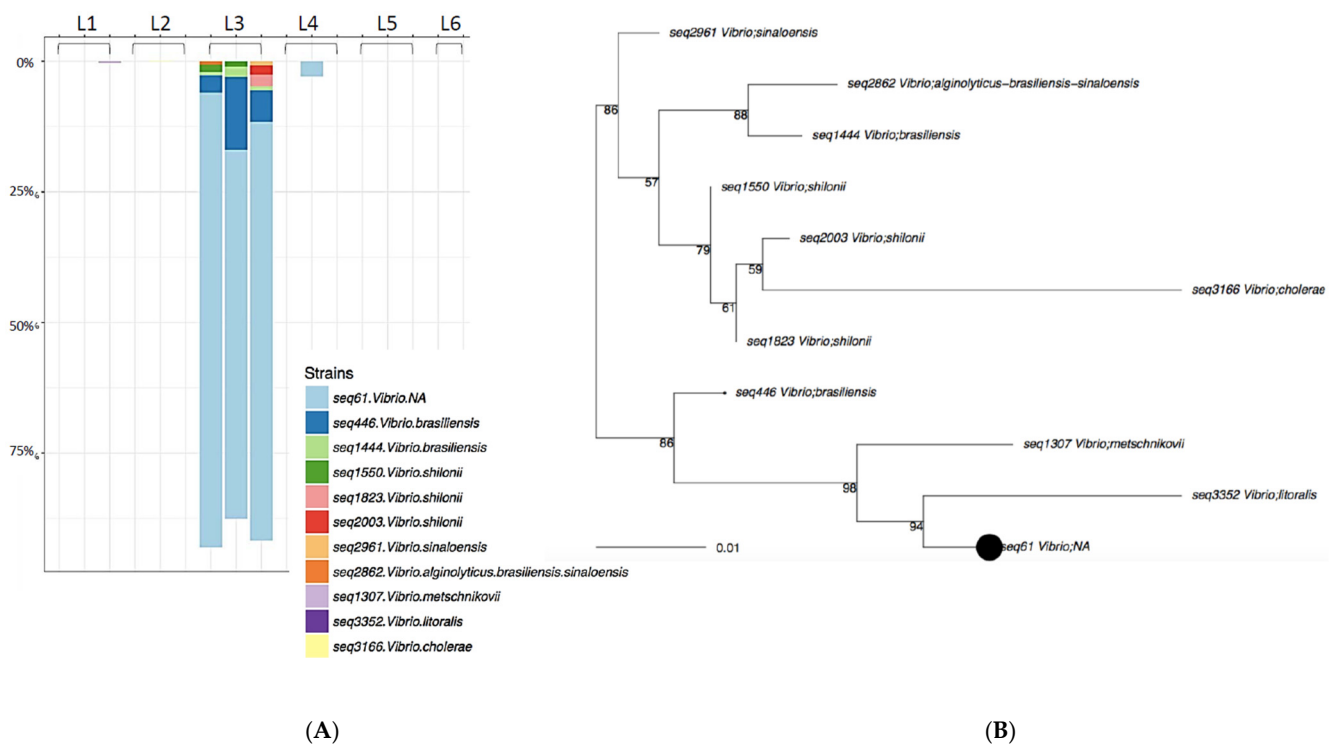 L1 L2 L3 L4 L5 L6
0%
25%
50%
75%
Strains
seq61.Vibrio.NA
seq446.Vibrio.brasiliensis
seq1444.Vibrio.brasiliensis
seq1550.Vibrio.shilonii
seq1823.Vibrio.shilonii
seq2003.Vibrio.shilonii
seq2961.Vibrio.sinaloensis
seq2862.Vibrio.alginolyticus.brasiliensis.sinaloensis
seq1307.Vibrio.metschnikovii
seq3352.Vibrio.litoralis
seq3166.Vibrio.cholerae
(A)
seq2961 Vibrio;sinaloensis
seq2862 Vibrio;alginolyticus-brasiliensis-sinaloensis
86
88
seq1444 Vibrio;brasiliensis
57
seq1550 Vibrio;shilonii
seq2003 Vibrio;shilonii
79
59
seq3166 Vibrio;cholerae
61
seq1823 Vibrio;shilonii
seq446 Vibrio;brasiliensis
86
seq1307 Vibrio;metschnikovii
98
seq3352 Vibrio;litoralis
94
seq61 Vibrio;NA
0.01
(B)